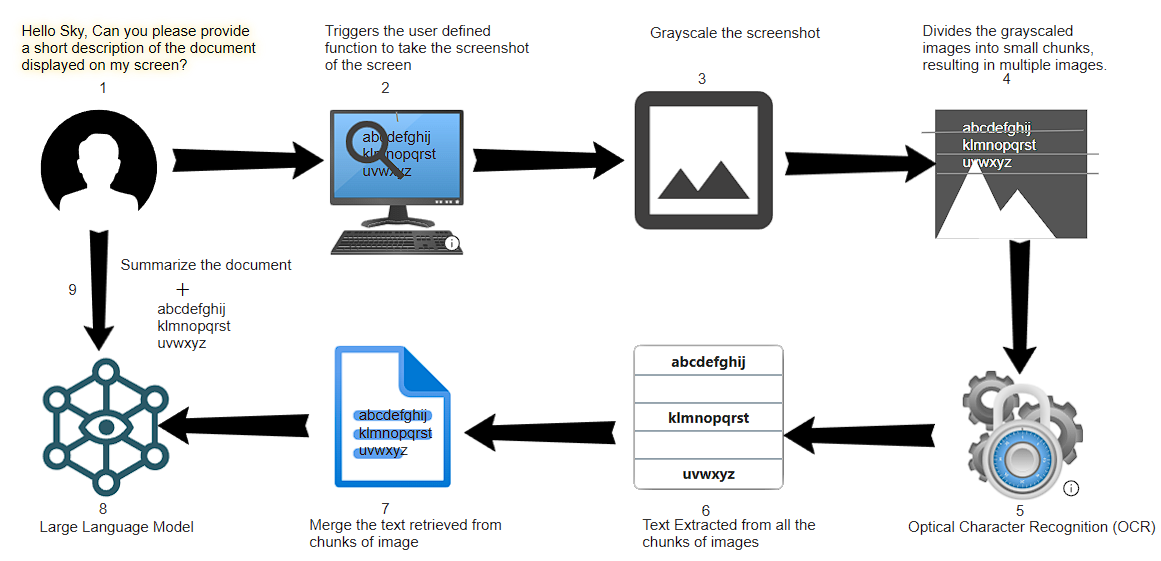 Hello Sky, Can you please provide
a short description of the document
displayed on my screen?
1
Triggers the user defined
function to take the screenshot
of the screen
2
Grayscale the screenshot
3
Divides the grayscaled
images into small chunks,
resulting in multiple images.
4
abcdefghij
klmnopqrst
uvwxyz
abcdefghij
klmnopqrst
uvwxyz
i
9
Summarize the document
+
abcdefghij
klmnopqrst
uvwxyz
abcdefghij
klmnopqrst
uvwxyz
abcdefghij
klmnopqrst
uvwxyz
i
8
Large Language Model
7
Merge the text retrieved from
chunks of image
6
Text Extracted from all the
chunks of images
5
Optical Character Recognition (OCR)